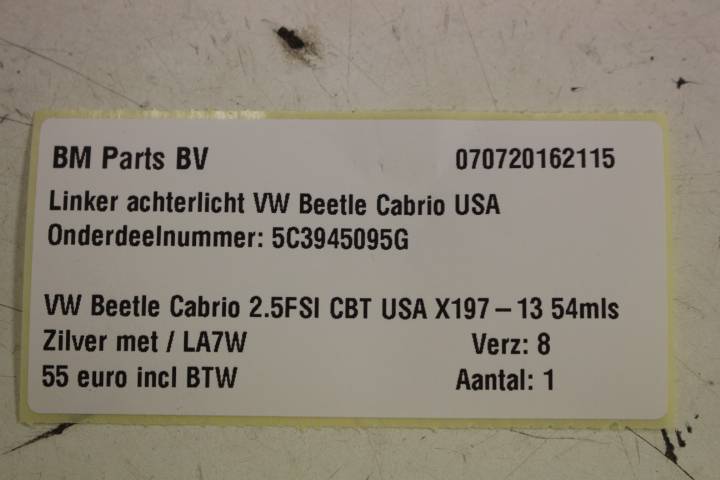 BM Parts BV 070720162115
Linker achterlicht VW Beetle Cabrio USA
Onderdeelnummer: 5C3945095G
VW Beetle Cabrio 2.5FSI CBT USA X197 – 13 54mls
Zilver met / LA7W Verz: 8
55 euro incl BTW Aantal: 1